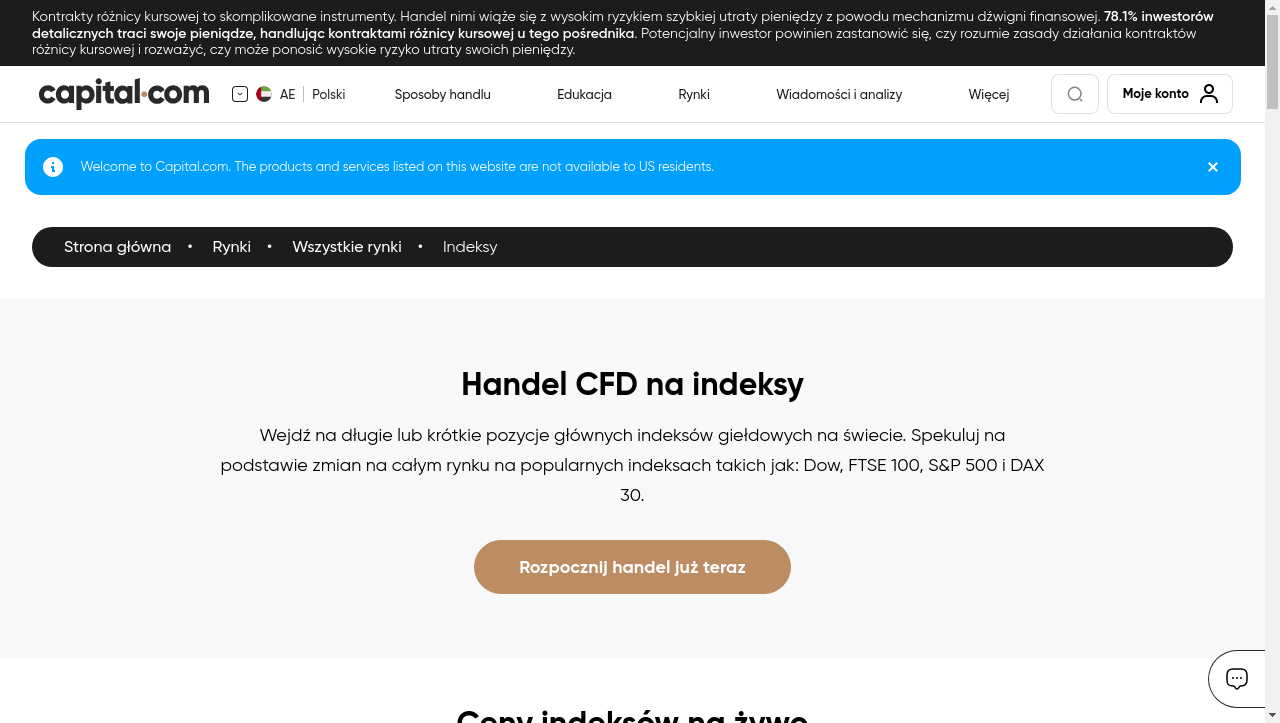 Kontrakty różnicy kursowej to skomplikowane instrumenty. Handel nimi wiąże się z wysokim ryzykiem szybkiej utraty pieniędzy z powodu mechanizmu dźwigni finansowej. 78.1% inwestorów
detalicznych traci swoje pieniądze, handlując kontraktami różnicy kursowej u tego pośrednika. Potencjalny inwestor powinien zastanowić się, czy rozumie zasady działania kontraktów
różnicy kursowej i rozważyć, czy może ponosić wysokie ryzyko utraty swoich pieniędzy.
capital.com AE Polski Sposoby handlu Edukacja Rynki Wiadomości i analizy Więcej Moje konto
Welcome to Capital.com. The products and services listed on this website are not available to US residents.
Strona główna • Rynki • Wszystkie rynki • Indeksy
Handel CFD na indeksy
Wejdź na długie lub krótkie pozycje głównych indeksów giełdowych na świecie. Spekuluj na
podstawie zmian na całym rynku na popularnych indeksach takich jak: Dow, FTSE 100, S&P 500 i DAX
30.
Rozpocznij handel już teraz
Ceny indeksów na żywo